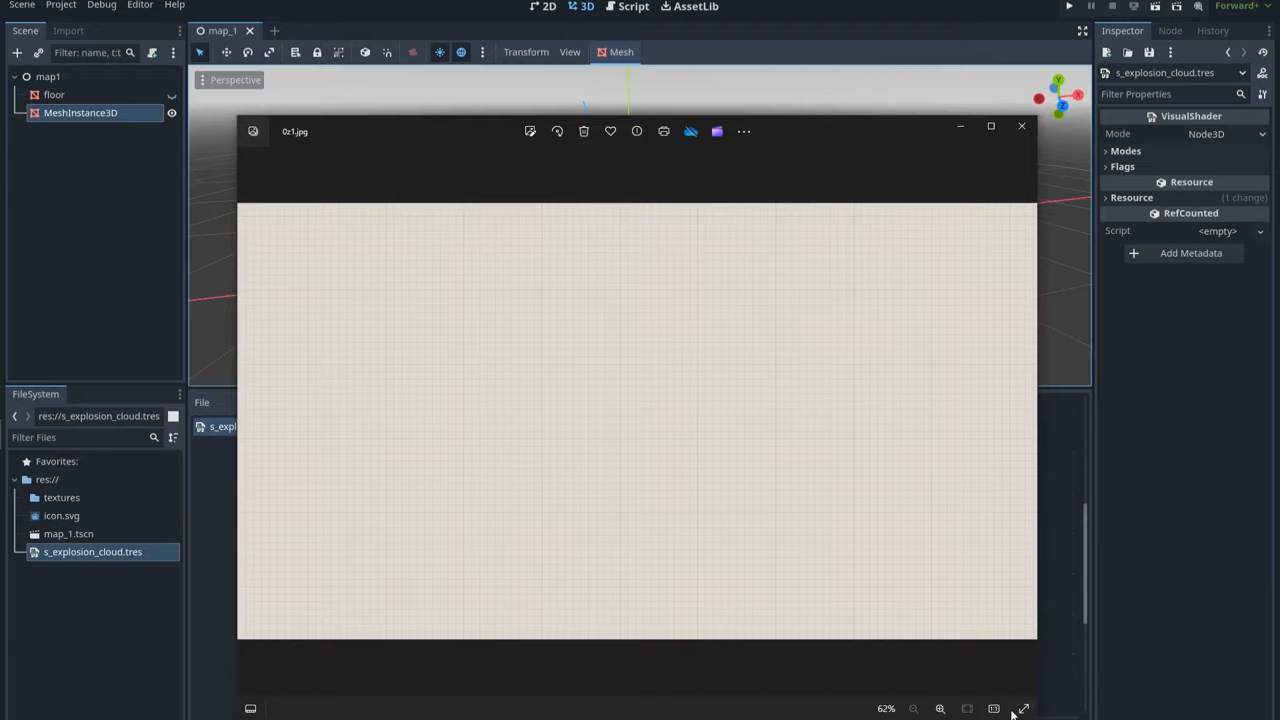 Scene
Project
Debug
Editor
Help
2D
3D
Script
AssetLib
Forward+
Scene
Import
map_1
Inspector
Node
History
Filter: name, t:t
Transform
View
Mesh
s_explosion_cloud.tres
map1
Perspective
Filter Properties
floor
MeshInstance3D
VisualShader
0z1.jpg
Mode
Node3D
Modes
Flags
Resource
Resource
(1 change)
RefCounted
Script
<empty>
Add Metadata
FileSystem
File
res://s_explosion_cloud.tres
s_expl
Filter Files
Favorites:
res://
textures
icon.svg
map_1.tscn
s_explosion_cloud.tres
62%